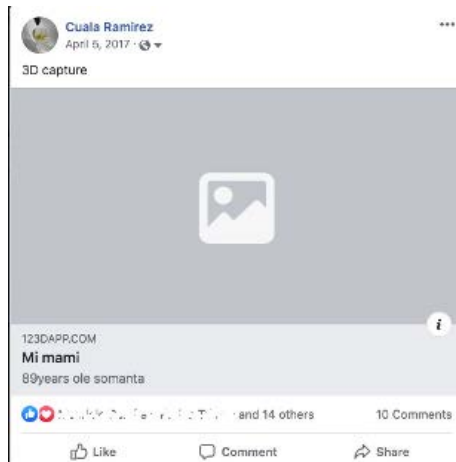 Cuala Ramirez
April 5, 2017 ·
3D capture
123DAPP.COM
Mi mami
89years ole somanta
and 14 others 10 Comments
Like Comment Share